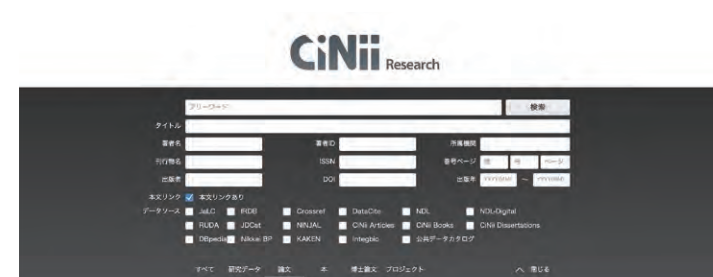 CiNii Research
フリーワード 検索
タイトル
著者名 著者ID 所属機関
刊行物名 ISSN 巻号ページ 巻 号 ページ
出版者 DOI 出版年 YYYY(MM) ～ YYYY(MM)
本文リンク 本文リンクあり
データソース JaLC IRDB Crossref DataCite NDL NDL-Digital
RUDA JDCat NINJAL CiNii Articles CiNii Books CiNii Dissertations
DBpedia Nikkei BP KAKEN Integbio 公共データカタログ
すべて 研究データ 論文 本 博士論文 プロジェクト へ 閉じる